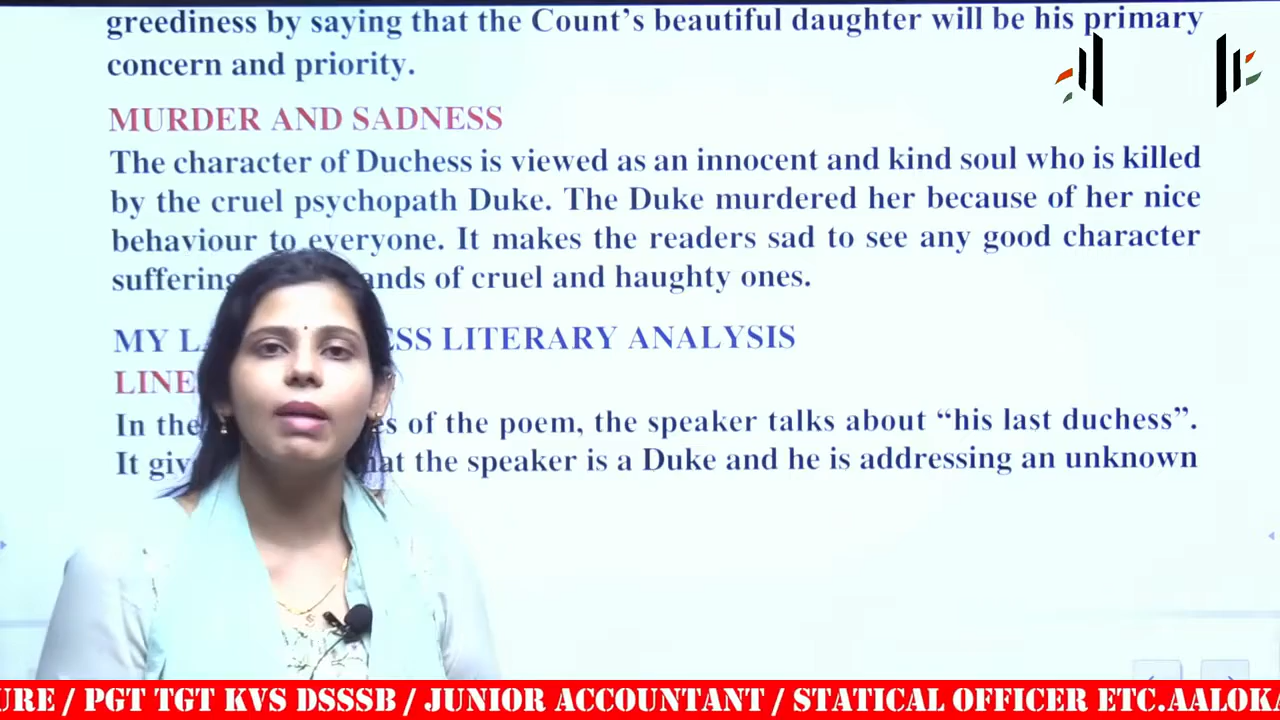 greediness by saying that the Count's beautiful daughter will be his primary
concern and priority.
MURDER AND SADNESS
The character of Duchess is viewed as an innocent and kind soul who is killed
by the cruel psychopath Duke. The Duke murdered her because of her nice
behaviour to everyone. It makes the readers sad to see any good character
suffering ands of cruel and haughty ones.
MY LA SS LITERARY ANALYSIS
LINE
In the s of the poem, the speaker talks about “his last duchess”.
It giv hat the speaker is a Duke and he is addressing an unknown
URE / PGT TGT KVS DSSSB / JUNIOR ACCOUNTANT / STATICAL OFFICER ETC.AALOKA